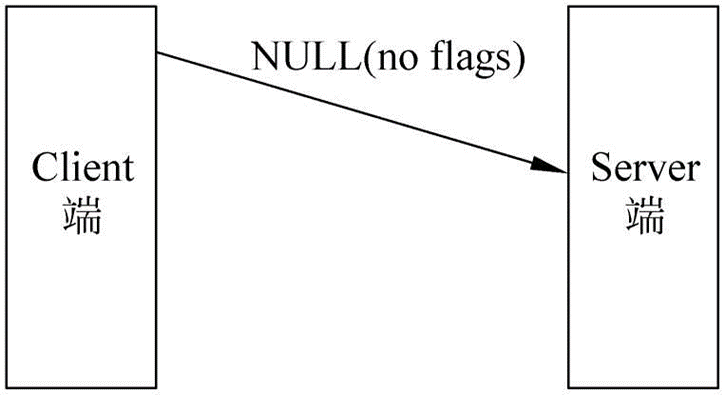 NULL(no flags)
Client
端
Server
端